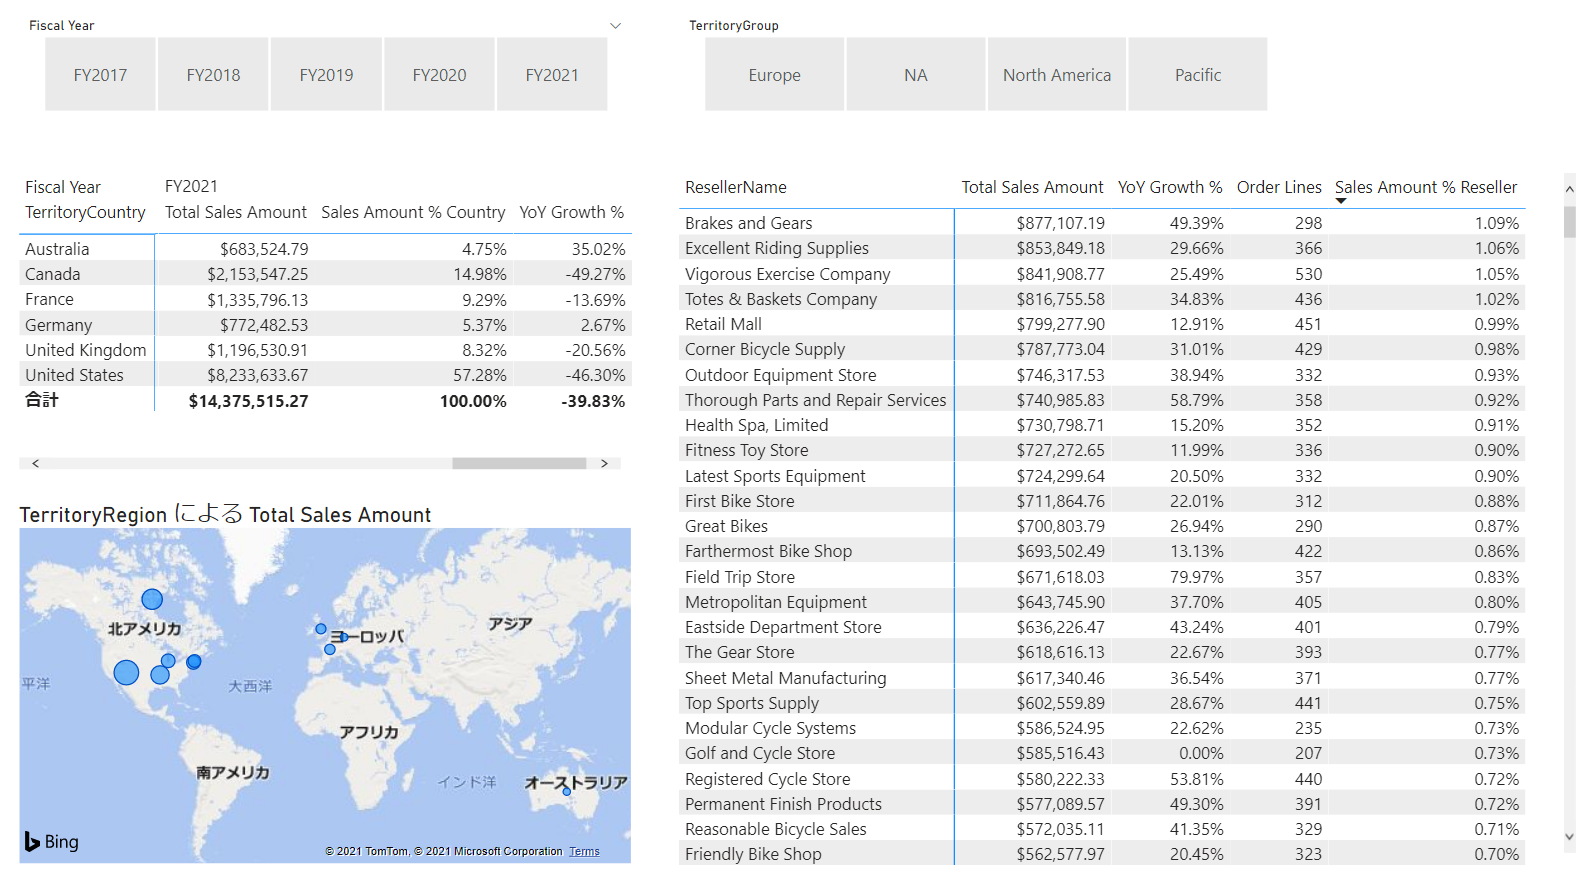 Fiscal Year
FY2017 FY2018 FY2019 FY2020 FY2021
TerritoryGroup
Europe NA North America Pacific
Fiscal Year FY2021
TerritoryCountry Total Sales Amount Sales Amount % Country YoY Growth %
Australia $683,524.79 4.75% 35.02%
Canada $2,153,547.25 14.98% -49.27%
France $1,335,796.13 9.29% -13.69%
Germany $772,482.53 5.37% 2.67%
United Kingdom $1,196,530.91 8.32% -20.56%
United States $8,233,633.67 57.28% -46.30%
合計 $14,375,515.27 100.00% -39.83%
TerritoryRegion による Total Sales Amount
北アメリカ
ヨーロッパ
アジア
平洋
大西洋
アフリカ
南アメリカ
インド洋
オーストラリア
Bing
© 2021 TomTom, © 2021 Microsoft Corporation Terms
ResellerName Total Sales Amount YoY Growth % Order Lines Sales Amount % Reseller
Brakes and Gears $877,107.19 49.39% 298 1.09%
Excellent Riding Supplies $853,849.18 29.66% 366 1.06%
Vigorous Exercise Company $841,908.77 25.49% 530 1.05%
Totes & Baskets Company $816,755.58 34.83% 436 1.02%
Retail Mall $799,277.90 12.91% 451 0.99%
Corner Bicycle Supply $787,773.04 31.01% 429 0.98%
Outdoor Equipment Store $746,317.53 38.94% 332 0.93%
Thorough Parts and Repair Services $740,985.83 58.79% 358 0.92%
Health Spa, Limited $730,798.71 15.20% 352 0.91%
Fitness Toy Store $727,272.65 11.99% 336 0.90%
Latest Sports Equipment $724,299.64 20.50% 332 0.90%
First Bike Store $711,864.76 22.01% 312 0.88%
Great Bikes $700,803.79 26.94% 290 0.87%
Farthermost Bike Shop $693,502.49 13.13% 422 0.86%
Field Trip Store $671,618.03 79.97% 357 0.83%
Metropolitan Equipment $643,745.90 37.70% 405 0.80%
Eastside Department Store $636,226.47 43.24% 401 0.79%
The Gear Store $618,616.13 22.67% 393 0.77%
Sheet Metal Manufacturing $617,340.46 36.54% 371 0.77%
Top Sports Supply $602,559.89 28.67% 441 0.75%
Modular Cycle Systems $586,524.95 22.62% 235 0.73%
Golf and Cycle Store $585,516.43 0.00% 207 0.73%
Registered Cycle Store $580,222.33 53.81% 440 0.72%
Permanent Finish Products $577,089.57 49.30% 391 0.72%
Reasonable Bicycle Sales $572,035.11 41.35% 329 0.71%
Friendly Bike Shop $562,577.97 20.45% 323 0.70%